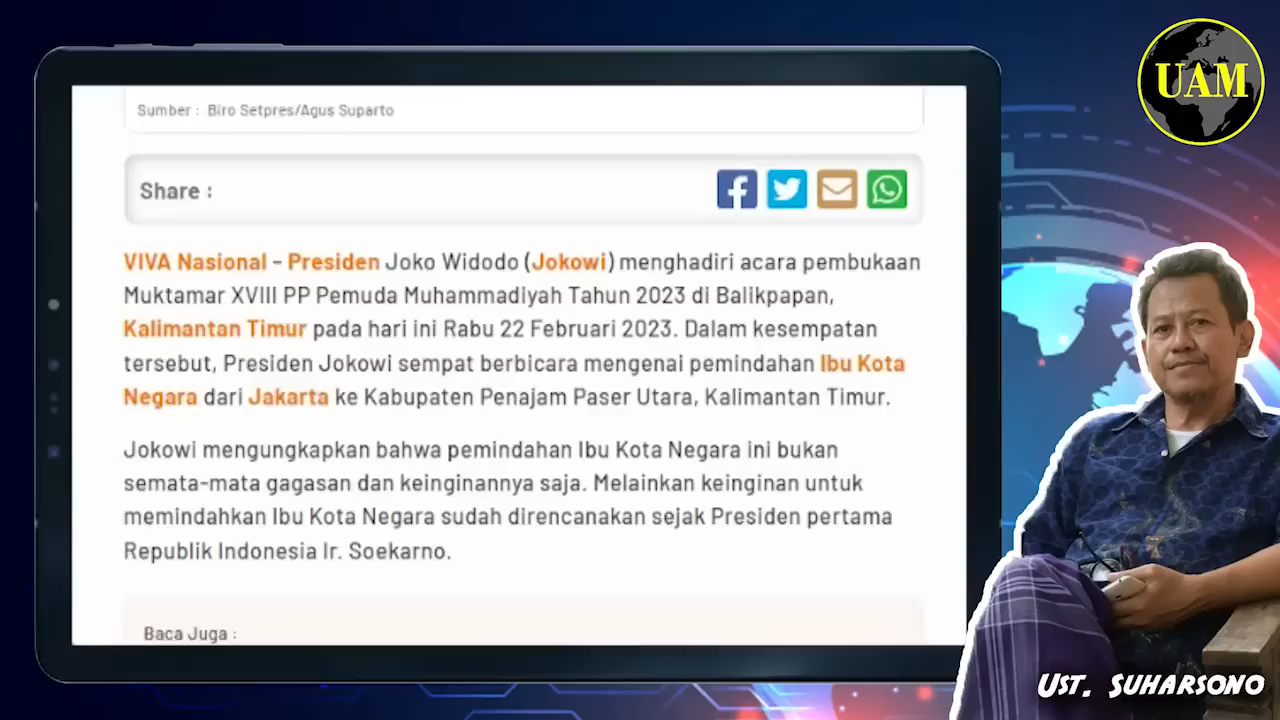 UAM
Sumber : Biro Setpres/Agus Suparto
Share :
VIVA Nasional – Presiden Joko Widodo (Jokowi) menghadiri acara pembukaan
Muktamar XVIII PP Pemuda Muhammadiyah Tahun 2023 di Balikpapan,
Kalimantan Timur pada hari ini Rabu 22 Februari 2023. Dalam kesempatan
tersebut, Presiden Jokowi sempat berbicara mengenai pemindahan Ibu Kota
Negara dari Jakarta ke Kabupaten Penajam Paser Utara, Kalimantan Timur.
Jokowi mengungkapkan bahwa pemindahan Ibu Kota Negara ini bukan
semata-mata gagasan dan keinginannya saja. Melainkan keinginan untuk
memindahkan Ibu Kota Negara sudah direncanakan sejak Presiden pertama
Republik Indonesia Ir. Soekarno.
Baca Juga :
Ust. Suharsono